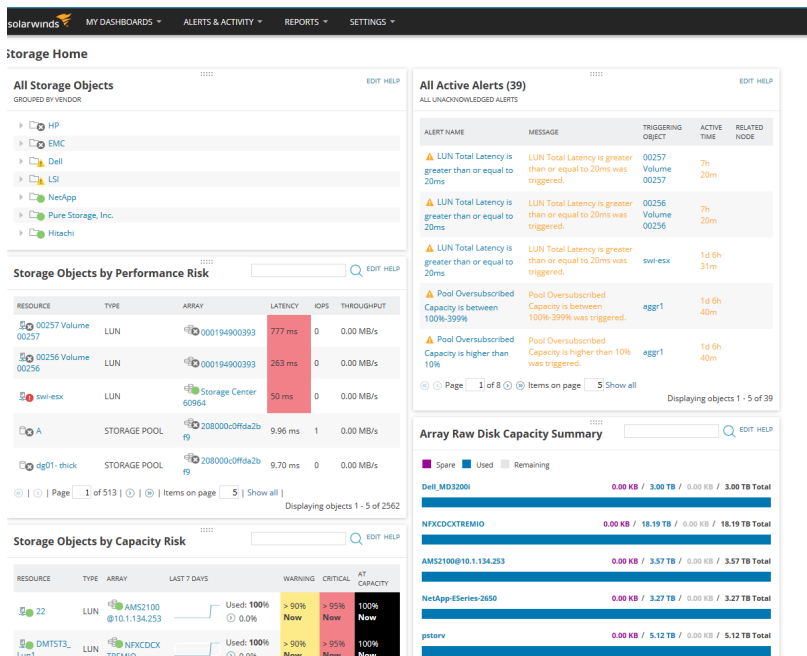 solarwinds MY DASHBOARDS ALERTS & ACTIVITY REPORTS SETTINGS
Storage Home
All Storage Objects EDIT HELP
GROUPED BY VENDOR
HP
EMC
Dell
LSI
NetApp
Pure Storage, Inc.
Hitachi
Storage Objects by Performance Risk EDIT HELP
RESOURCE TYPE ARRAY LATENCY IOPS THROUGHPUT
00257 Volume
00257
LUN 000194900393 777 ms 0 0.00 MB/s
00256 Volume
00256
LUN 000194900393 263 ms 0 0.00 MB/s
swi-esx LUN Storage Center
60964
50 ms 0 0.00 MB/s
A STORAGE POOL 208000c0ffda2b
f9
9.96 ms 1 0.00 MB/s
dg01- thick STORAGE POOL 208000c0ffda2b
f9
9.70 ms 0 0.00 MB/s
| | Page 1 of 513 | | | Items on page 5 | Show all |
Displaying objects 1 - 5 of 2562
Storage Objects by Capacity Risk EDIT HELP
RESOURCE TYPE ARRAY LAST 7 DAYS WARNING CRITICAL AT
CAPACITY
22 LUN AMS2100
@10.1.134.253
Used: 100%
0.0%
> 90%
Now
> 95%
Now
100%
Now
DMTST3_
Lun1
LUN NFXCDCX
TREMIO
Used: 100%
0.0%
> 90%
Now
> 95%
Now
100%
Now
All Active Alerts (39) EDIT HELP
ALL UNACKNOWLEDGED ALERTS
ALERT NAME MESSAGE TRIGGERING
OBJECT
ACTIVE
TIME
RELATED
NODE
LUN Total Latency is
greater than or equal to
20ms
LUN Total Latency is greater
than or equal to 20ms was
triggered.
00257
Volume
00257
7h
20m
LUN Total Latency is
greater than or equal to
20ms
LUN Total Latency is greater
than or equal to 20ms was
triggered.
00256
Volume
00256
7h
20m
LUN Total Latency is
greater than or equal to
20ms
LUN Total Latency is greater
than or equal to 20ms was
triggered.
swi-esx
1d 6h
31m
Pool Oversubscribed
Capacity is between
100%-399%
Pool Oversubscribed
Capacity is between
100%-399% was triggered.
aggr1
1d 6h
40m
Pool Oversubscribed
Capacity is higher than
10%
Pool Oversubscribed
Capacity is higher than 10%
was triggered.
aggr1
1d 6h
40m
Page 1 of 8 Items on page 5 Show all
Displaying objects 1 - 5 of 39
Array Raw Disk Capacity Summary EDIT HELP
Spare Used Remaining
Dell_MD3200i 0.00 KB / 3.00 TB / 0.00 KB / 3.00 TB Total
NFXCDCXTREMIO 0.00 KB / 18.19 TB / 0.00 KB / 18.19 TB Total
AMS2100@10.1.134.253 0.00 KB / 3.57 TB / 0.00 KB / 3.57 TB Total
NetApp-ESeries-2650 0.00 KB / 3.27 TB / 0.00 KB / 3.27 TB Total
pstorv 0.00 KB / 5.12 TB / 0.00 KB / 5.12 TB Total